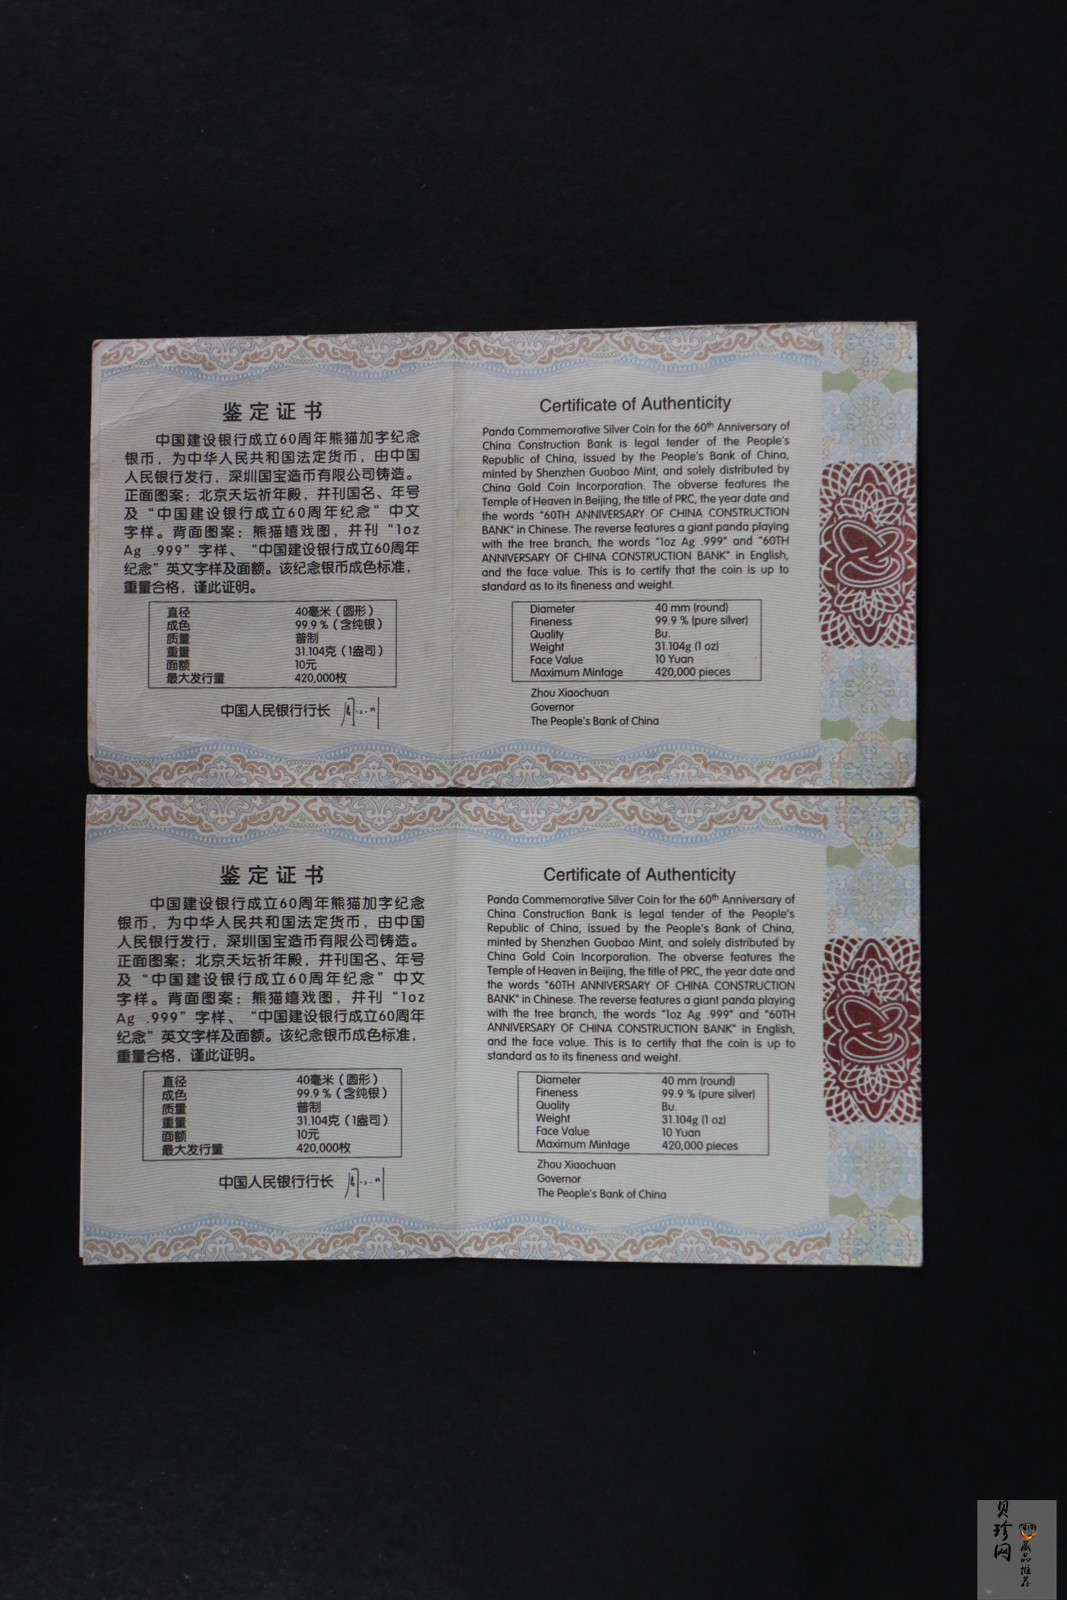 鉴定证书
中国建设银行成立60周年熊猫加字纪念
银币，为中华人民共和国法定货币，由中国
人民银行发行，深圳国宝造币有限公司铸造。
正面图案：北京天坛祈年殿，并刊国名、年号
及“中国建设银行成立60周年纪念”中文
字样。背面图案：熊猫嬉戏图，并刊“1oz
Ag .999”字样、“中国建设银行成立60周年
纪念”英文字样及面额。该纪念银币成色标准，
重量合格，谨此证明。
直径 40毫米（圆形）
成色 99.9％（含纯银）
质量 普制
重量 31.104克（1盎司）
面额 10元
最大发行量 420,000枚
中国人民银行行长
Certificate of Authenticity
Panda Commemorative Silver Coin for the 60th Anniversary of
China Construction Bank is legal tender of the People's
Republic of China, issued by the People's Bank of China,
minted by Shenzhen Guobao Mint, and solely distributed by
China Gold Coin Incorporation. The obverse features the
Temple of Heaven in Beijing, the title of PRC, the year date and
the words "60TH ANNIVERSARY OF CHINA CONSTRUCTION
BANK" in Chinese. The reverse features a giant panda playing
with the tree branch, the words "1oz Ag .999" and "60TH
ANNIVERSARY OF CHINA CONSTRUCTION BANK" in English,
and the face value. This is to certify that the coin is up to
standard as to its fineness and weight.
Diameter 40 mm (round)
Fineness 99.9 % (pure silver)
Quality Bu.
Weight 31.104g (1 oz)
Face Value 10 Yuan
Maximum Mintage 420,000 pieces
Zhou Xiaochuan
Governor
The People's Bank of China
鉴定证书
中国建设银行成立60周年熊猫加字纪念
银币，为中华人民共和国法定货币，由中国
人民银行发行，深圳国宝造币有限公司铸造。
正面图案：北京天坛祈年殿，并刊国名、年号
及“中国建设银行成立60周年纪念”中文
字样。背面图案：熊猫嬉戏图，并刊“1oz
Ag .999”字样、“中国建设银行成立60周年
纪念”英文字样及面额。该纪念银币成色标准，
重量合格，谨此证明。
直径 40毫米（圆形）
成色 99.9％（含纯银）
质量 普制
重量 31.104克（1盎司）
面额 10元
最大发行量 420,000枚
中国人民银行行长
Certificate of Authenticity
Panda Commemorative Silver Coin for the 60th Anniversary of
China Construction Bank is legal tender of the People's
Republic of China, issued by the People's Bank of China,
minted by Shenzhen Guobao Mint, and solely distributed by
China Gold Coin Incorporation. The obverse features the
Temple of Heaven in Beijing, the title of PRC, the year date and
the words "60TH ANNIVERSARY OF CHINA CONSTRUCTION
BANK" in Chinese. The reverse features a giant panda playing
with the tree branch, the words "1oz Ag .999" and "60TH
ANNIVERSARY OF CHINA CONSTRUCTION BANK" in English,
and the face value. This is to certify that the coin is up to
standard as to its fineness and weight.
Diameter 40 mm (round)
Fineness 99.9 % (pure silver)
Quality Bu.
Weight 31.104g (1 oz)
Face Value 10 Yuan
Maximum Mintage 420,000 pieces
Zhou Xiaochuan
Governor
The People's Bank of China
贝珍网
藏品推荐